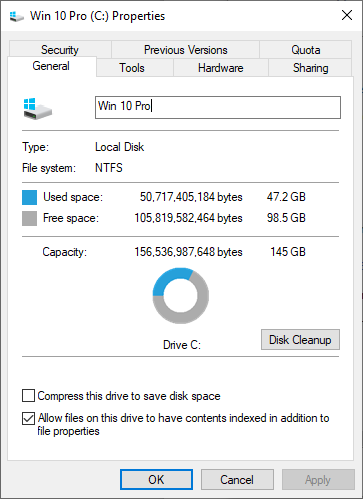 Win 10 Pro (C:) Properties
Security Previous Versions Quota
General Tools Hardware Sharing
Win 10 Pro
Type: Local Disk
File system: NTFS
Used space: 50,717,405,184 bytes 47.2 GB
Free space: 105,819,582,464 bytes 98.5 GB
Capacity: 156,536,987,648 bytes 145 GB
Drive C: Disk Cleanup
Compress this drive to save disk space
Allow files on this drive to have contents indexed in addition to
file properties
OK Cancel Apply